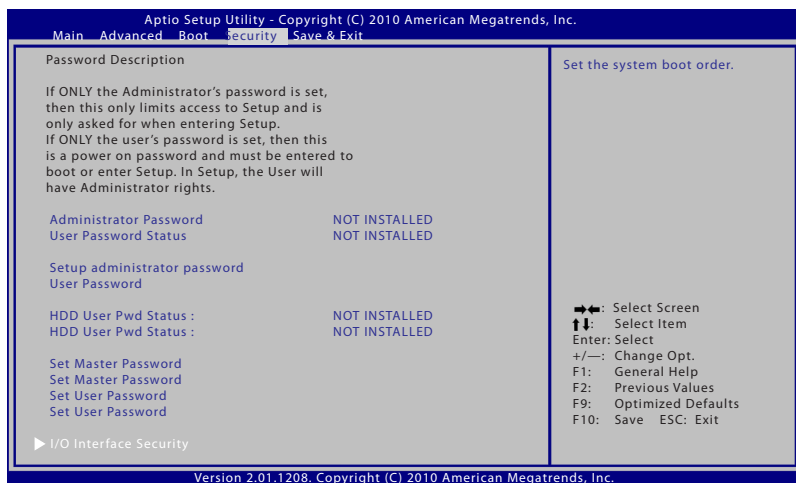 Aptio Setup Utility - Copyright (C) 2010 American Megatrends, Inc.
Main Advanced Boot Security Save & Exit
Password Description
If ONLY the Administrator's password is set,
then this only limits access to Setup and is
only asked for when entering Setup.
If ONLY the user's password is set, then this
is a power on password and must be entered to
boot or enter Setup. In Setup, the User will
have Administrator rights.
Administrator Password NOT INSTALLED
User Password Status NOT INSTALLED
Setup administrator password
User Password
HDD User Pwd Status : NOT INSTALLED
HDD User Pwd Status : NOT INSTALLED
Set Master Password
Set Master Password
Set User Password
Set User Password
▶ I/O Interface Security
Set the system boot order.
➡⬅: Select Screen
⬆⬇: Select Item
Enter: Select
+/—: Change Opt.
F1: General Help
F2: Previous Values
F9: Optimized Defaults
F10: Save ESC: Exit
Version 2.01.1208. Copyright (C) 2010 American Megatrends, Inc.